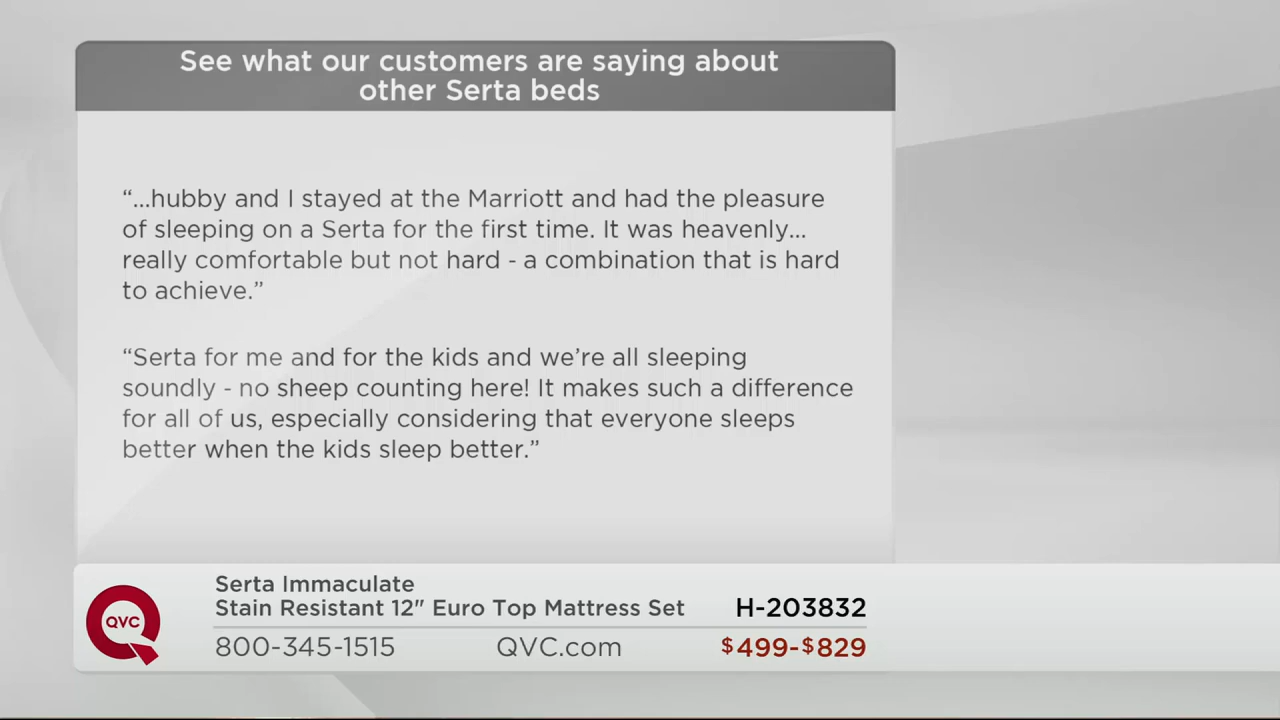 See what our customers are saying about
other Serta beds
“...hubby and I stayed at the Marriott and had the pleasure
of sleeping on a Serta for the first time. It was heavenly...
really comfortable but not hard - a combination that is hard
to achieve.”
“Serta for me and for the kids and we’re all sleeping
soundly - no sheep counting here! It makes such a difference
for all of us, especially considering that everyone sleeps
better when the kids sleep better.”
QVC
Serta Immaculate
Stain Resistant 12" Euro Top Mattress Set H-203832
800-345-1515 QVC.com $499-$829